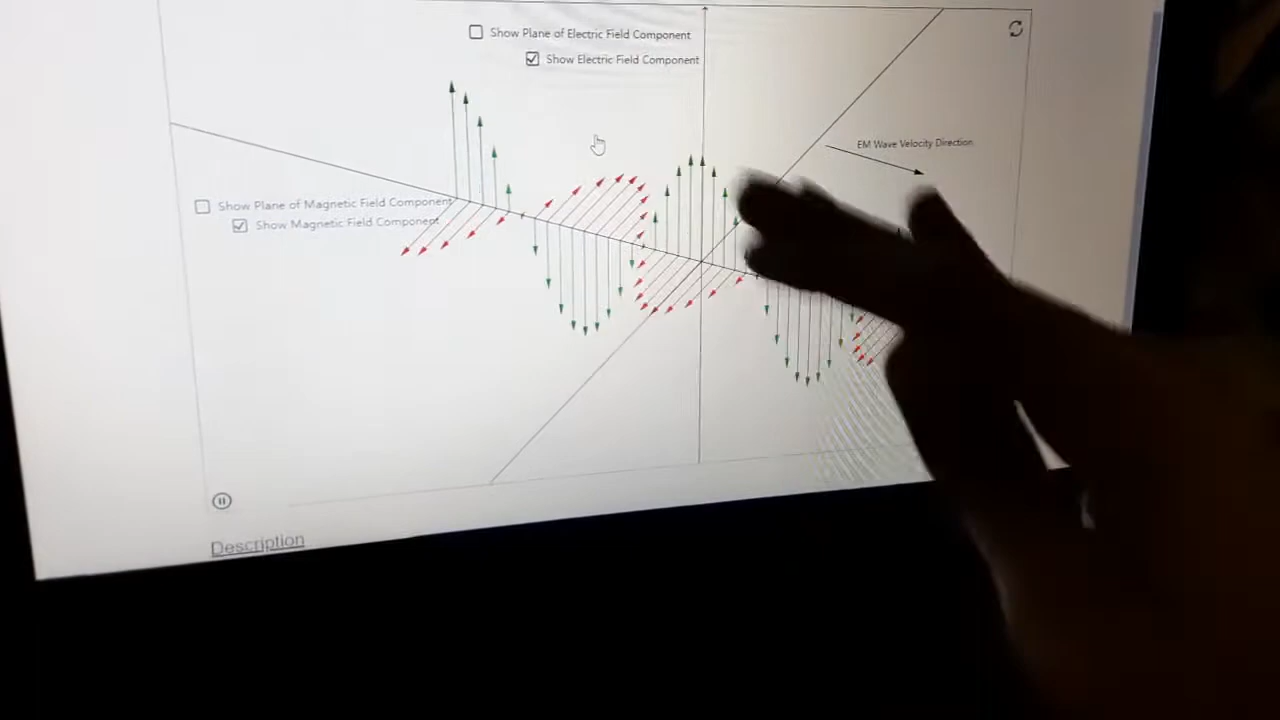 Show Plane of Electric Field Component
Show Electric Field Component
EM Wave Velocity Direction
Show Plane of Magnetic Field Component
Show Magnetic Field Component
Description